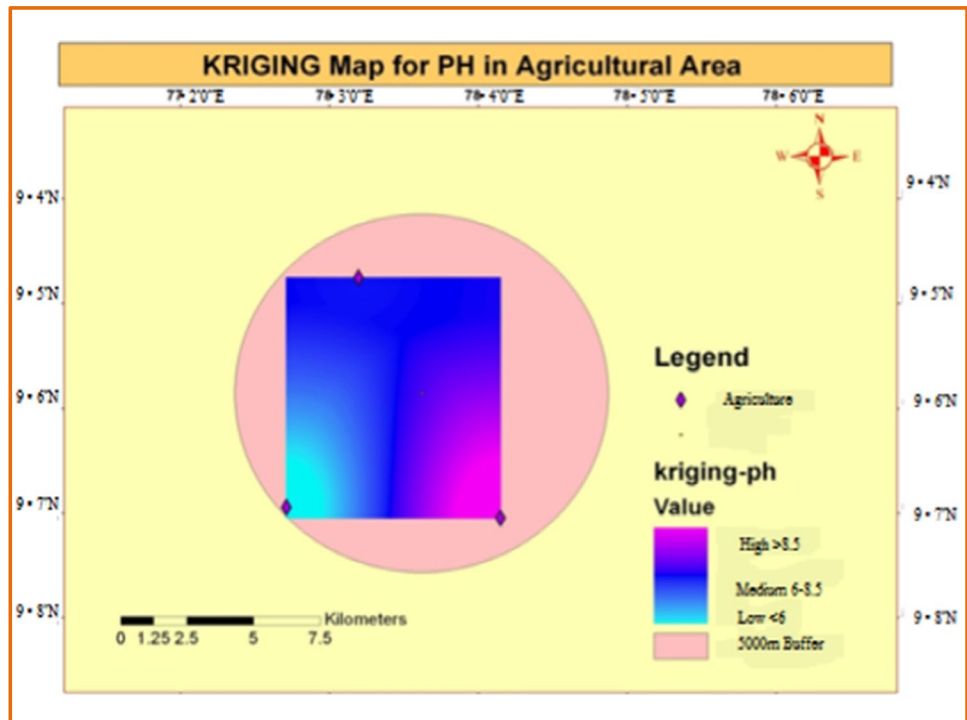 KRIGING Map for PH in Agricultural Area
77• 2'0"E 78• 3'0"E 78• 4'0"E 78• 5'0"E 78• 6'0"E
N
W E
S
9• 4'N 9• 4'N
9• 5'N 9• 5'N
Legend
9• 6'N Agriculture 9• 6'N
kriging-ph
Value
9• 7'N 9• 7'N
High >8.5
Medium 6-8.5
9• 8'N Low <6 9• 8'N
Kilometers
0 1.25 2.5 5 7.5
5000m Buffer